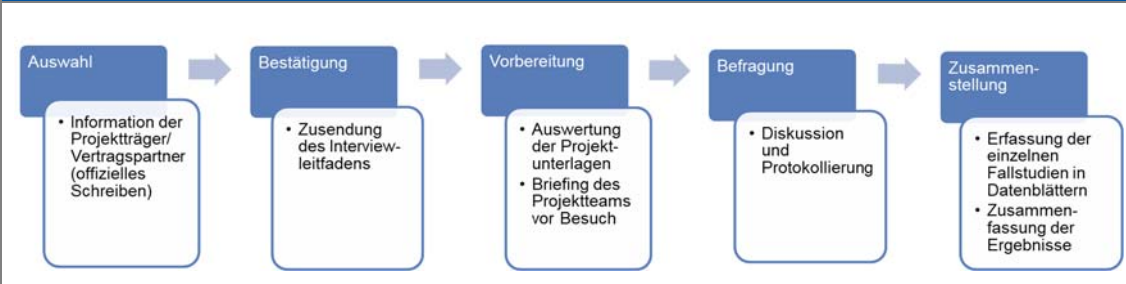 Auswahl
• Information der
Projektträger/
Vertragspartner
(offizielles
Schreiben)
Bestätigung
• Zusendung
des Interview-
leitfadens
Vorbereitung
• Auswertung
der Projekt-
unterlagen
• Briefing des
Projektteams
vor Besuch
Befragung
• Diskussion
und
Protokollierung
Zusammen-
stellung
• Erfassung der
einzelnen
Fallstudien in
Datenblättern
• Zusammen-
fassung der
Ergebnisse